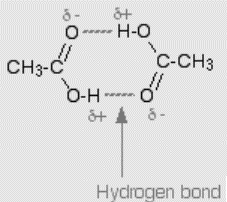 δ- δ+
O H-O
CH3-C C-CH3
O-H O
δ+ δ-
Hydrogen bond